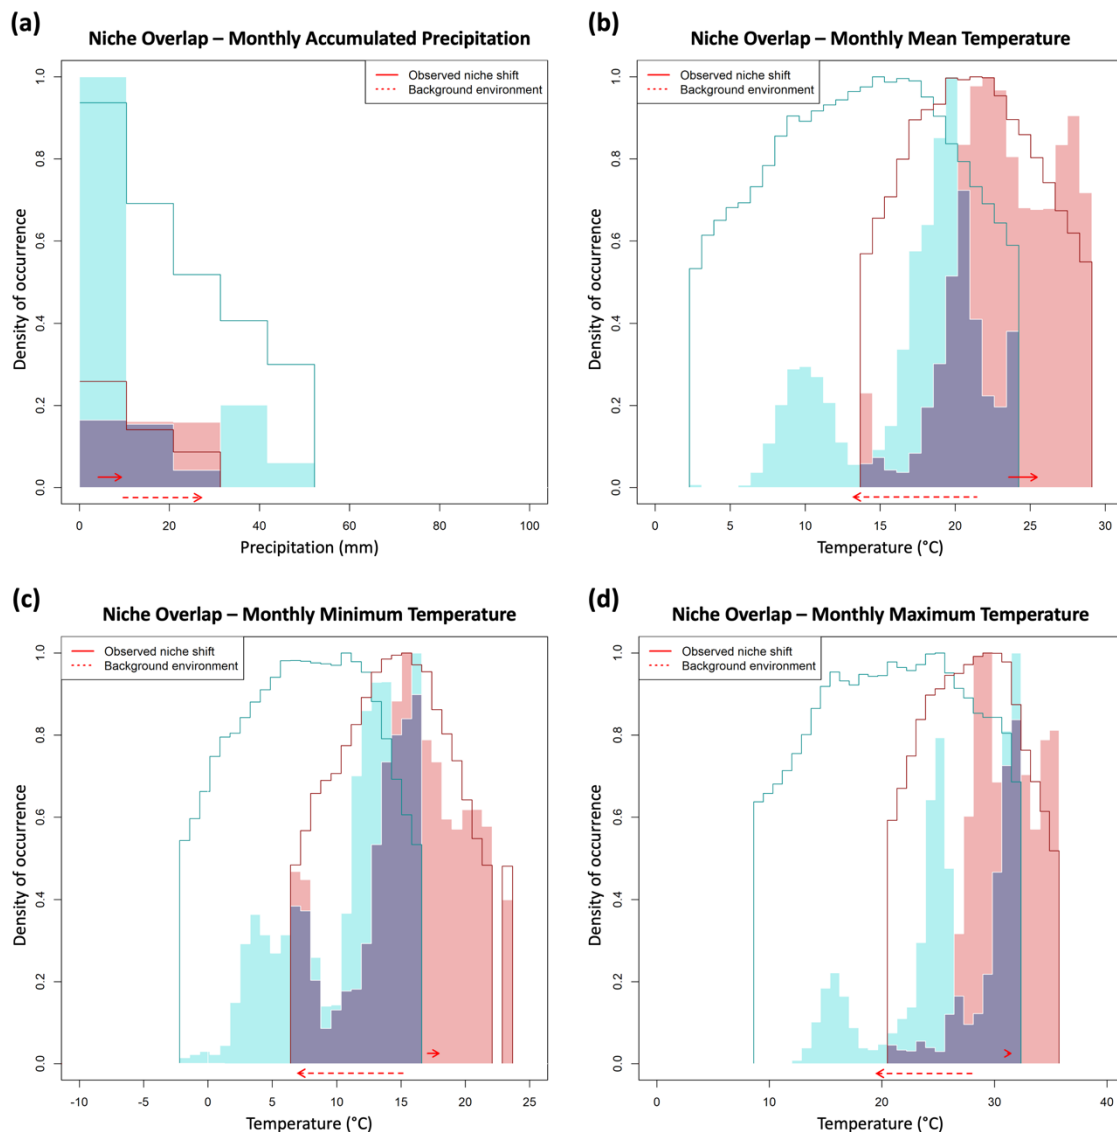 (a)
Niche Overlap – Monthly Accumulated Precipitation
Observed niche shift
Background environment
Density of occurrence
1.0
0.8
0.6
0.4
0.2
0.0
0 20 40 60 80 100
Precipitation (mm)
(b)
Niche Overlap – Monthly Mean Temperature
Observed niche shift
Background environment
Density of occurrence
1.0
0.8
0.6
0.4
0.2
0.0
0 5 10 15 20 25 30
Temperature (°C)
(c)
Niche Overlap – Monthly Minimum Temperature
Observed niche shift
Background environment
Density of occurrence
1.0
0.8
0.6
0.4
0.2
0.0
-10 -5 0 5 10 15 20 25
Temperature (°C)
(d)
Niche Overlap – Monthly Maximum Temperature
Observed niche shift
Background environment
Density of occurrence
1.0
0.8
0.6
0.4
0.2
0.0
0 10 20 30 40
Temperature (°C)